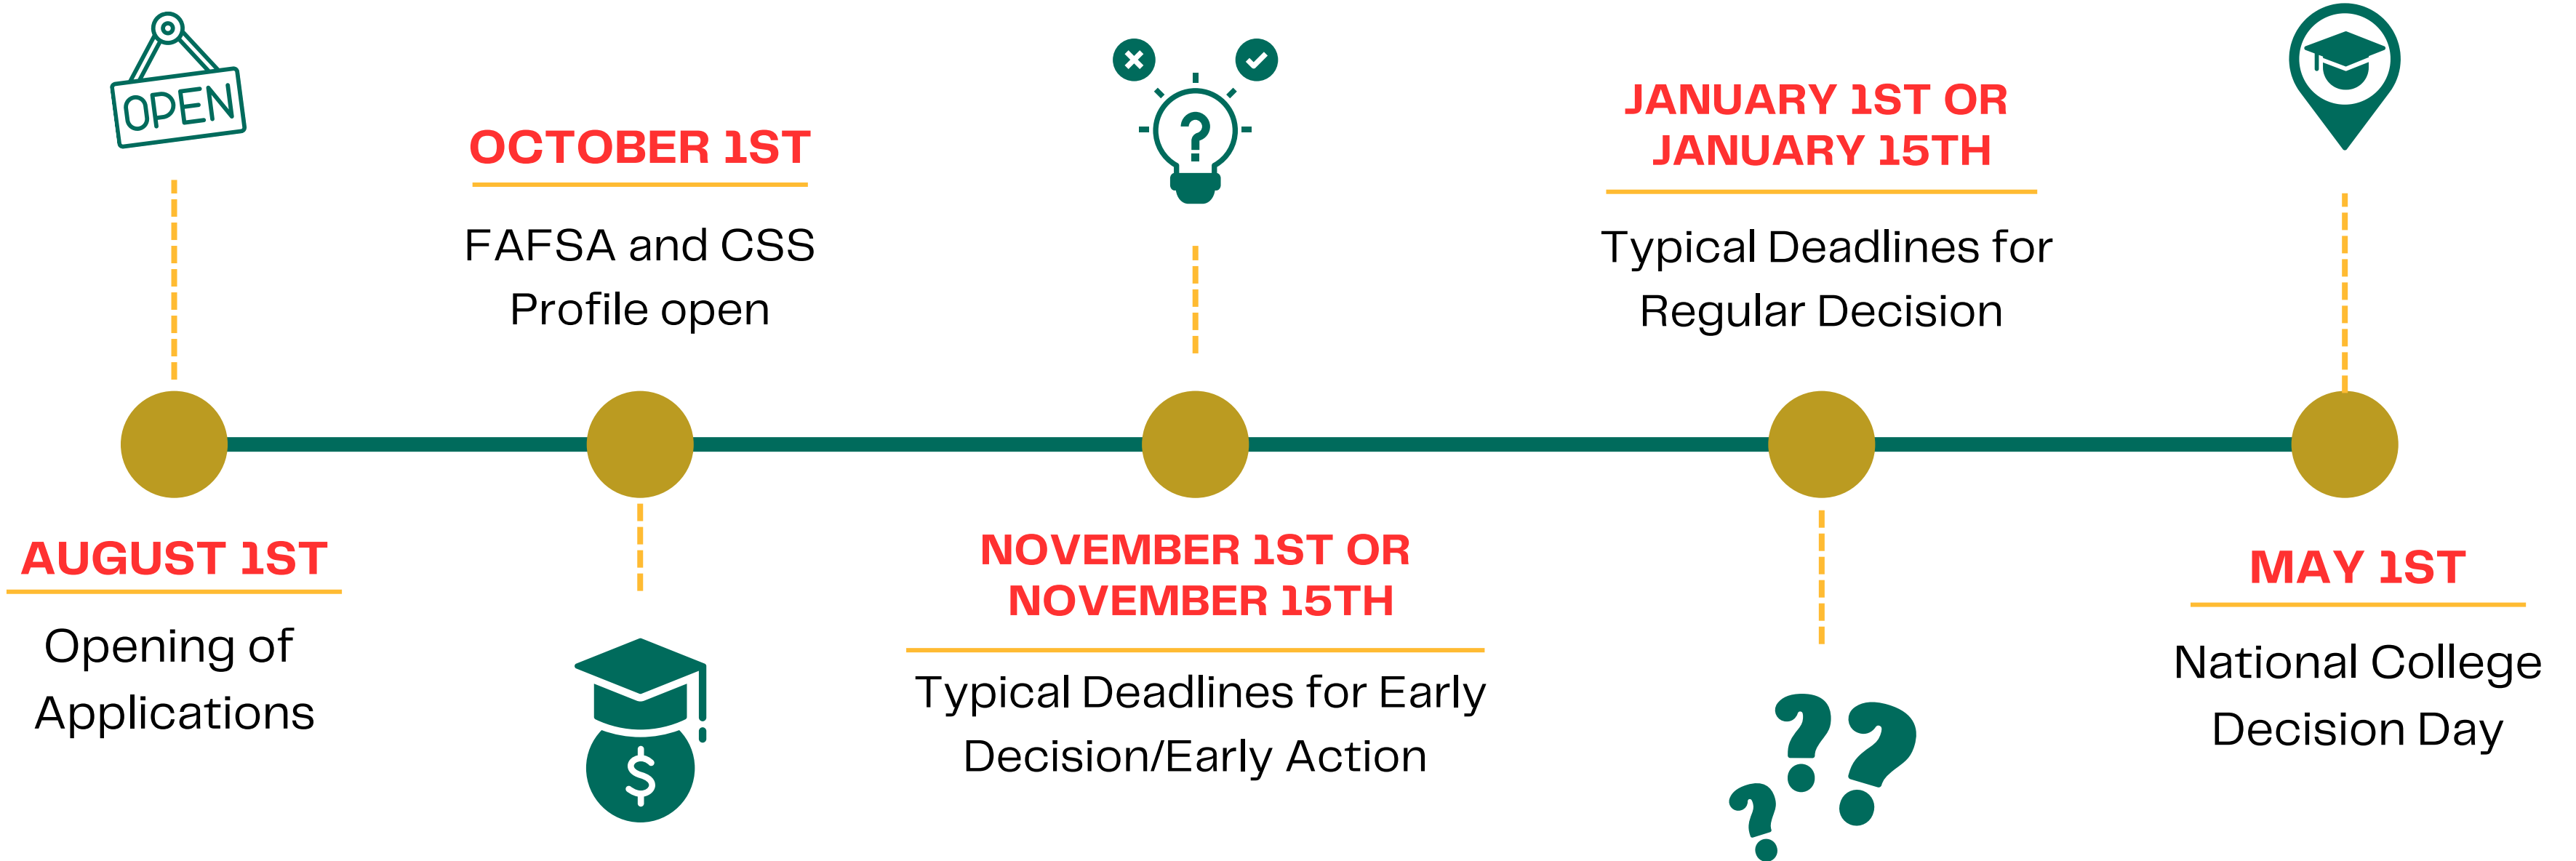 OPEN
AUGUST 1ST
Opening of
Applications
OCTOBER 1ST
FAFSA and CSS
Profile open
$
?
NOVEMBER 1ST OR
NOVEMBER 15TH
Typical Deadlines for Early
Decision/Early Action
JANUARY 1ST OR
JANUARY 15TH
Typical Deadlines for
Regular Decision
???
MAY 1ST
National College
Decision Day